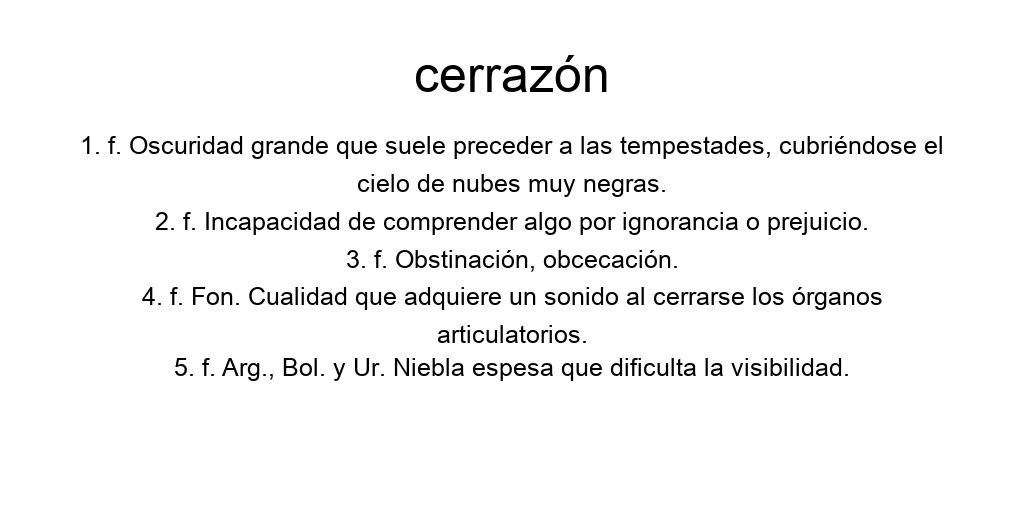 cerrazón
1. f. Oscuridad grande que suele preceder a las tempestades, cubriéndose el
cielo de nubes muy negras.
2. f. Incapacidad de comprender algo por ignorancia o prejuicio.
3. f. Obstinación, obcecación.
4. f. Fon. Cualidad que adquiere un sonido al cerrarse los órganos
articulatorios.
5. f. Arg., Bol. y Ur. Niebla espesa que dificulta la visibilidad.